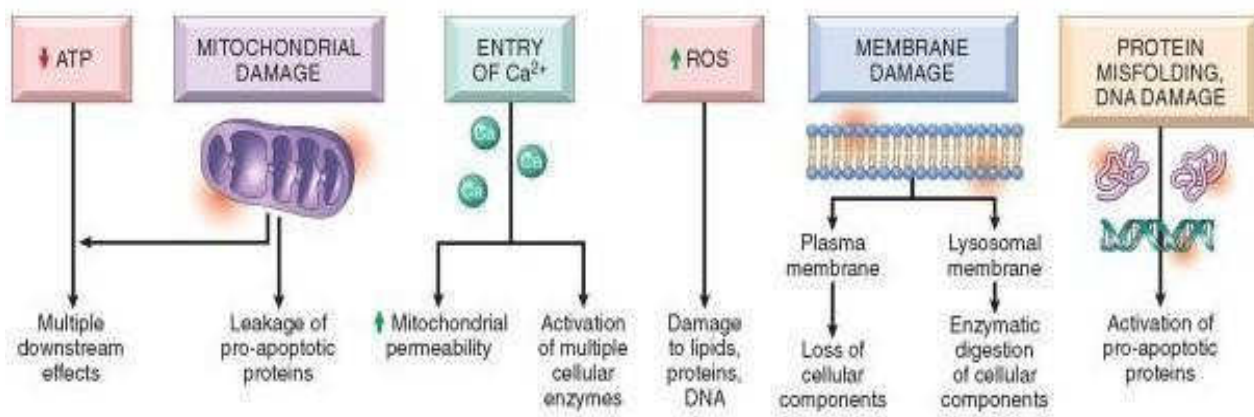 ↓ ATP
MITOCHONDRIAL
DAMAGE
ENTRY
OF Ca²⁺
↑ ROS
MEMBRANE
DAMAGE
PROTEIN
MISFOLDING,
DNA DAMAGE
Ca
Ca
Ca
Plasma
membrane
Lysosomal
membrane
Multiple
downstream
effects
Leakage of
pro-apoptotic
proteins
↑ Mitochondrial
permeability
Activation
of multiple
cellular
enzymes
Damage
to lipids,
proteins,
DNA
Loss of
cellular
components
Enzymatic
digestion
of cellular
components
Activation of
pro-apoptotic
proteins